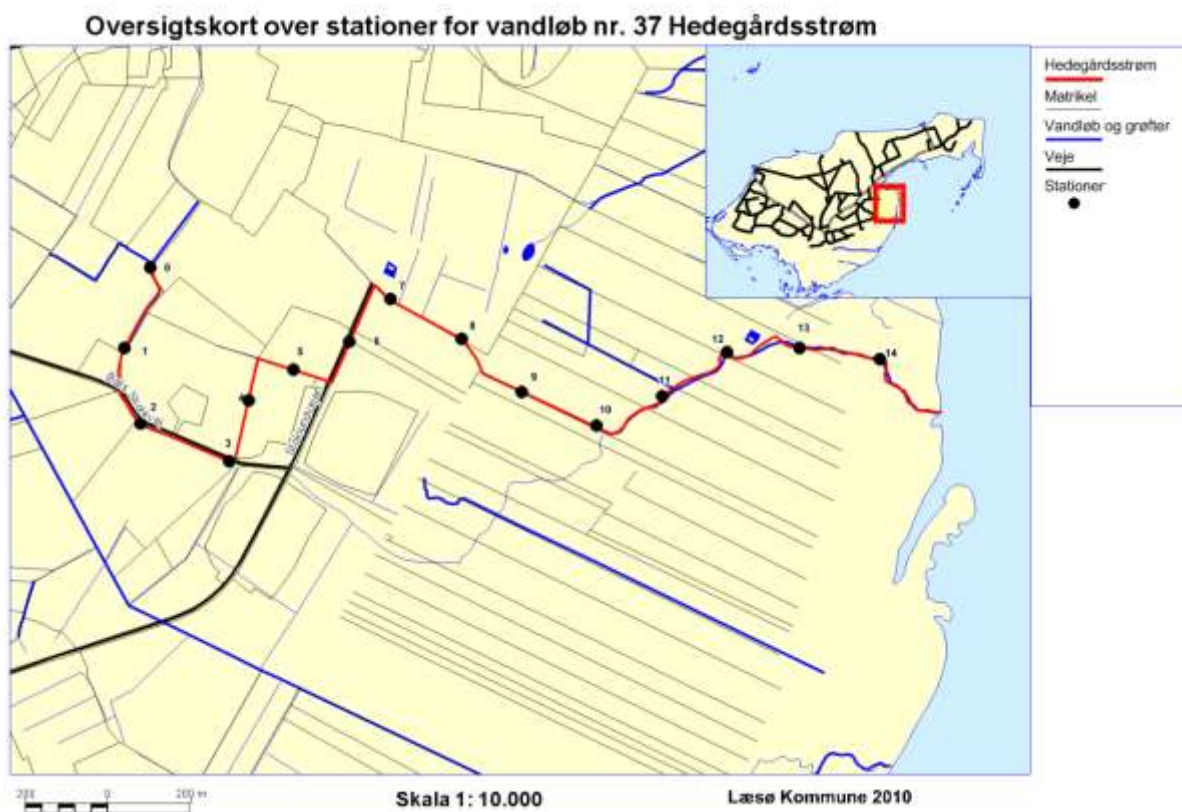 Oversigtskort over stationer for vandløb nr. 37 Hedegårdsstrøm
Hedegårdsstrøm
Matrikel
Vandløb og grøfter
Veje
Stationer
0
1
2
3
4
5
6
7
8
9
10
11
12
13
14
200 0 200 m
Skala 1: 10.000
Læsø Kommune 2010